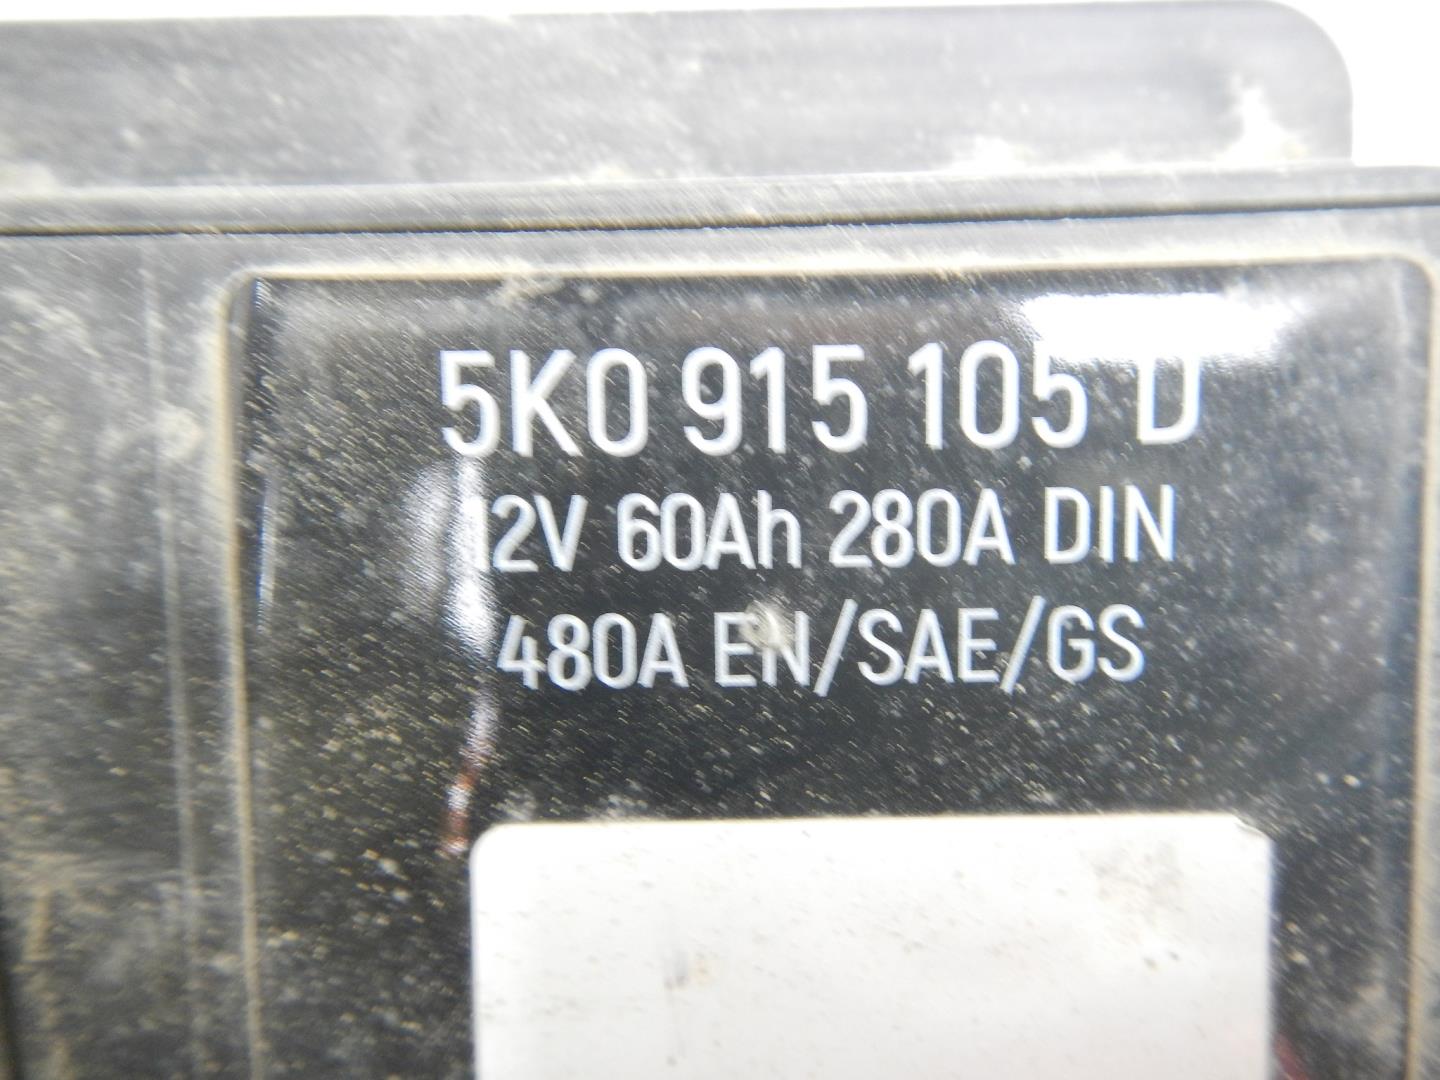 5K0 915 105 D
12V 60Ah 280A DIN
480A EN/SAE/GS